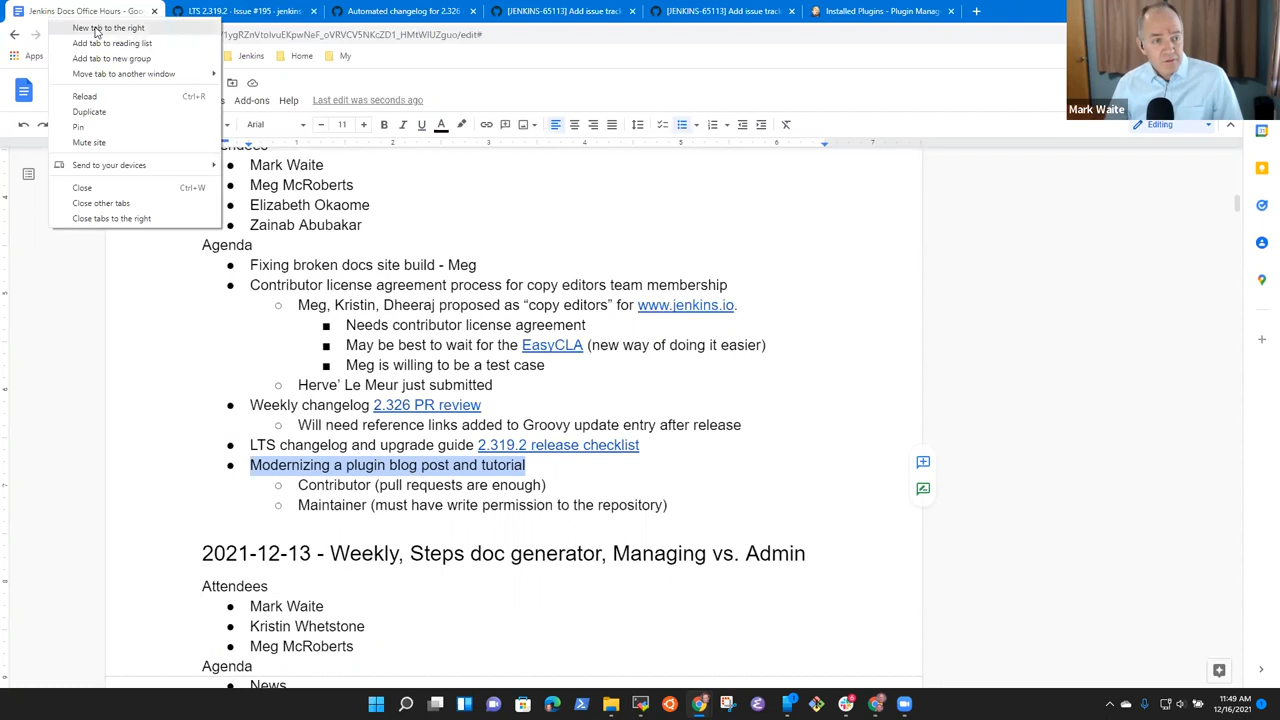 Jenkins Docs Office Hours - Goo
LTS 2.319.2 - Issue #195 - jenkins
Automated changelog for 2.326
[JENKINS-65113] Add issue track
[JENKINS-65113] Add issue track
Installed Plugins - Plugin Manag
New tab to the right
Add tab to reading list
Add tab to new group
Move tab to another window
Reload Ctrl+R
Duplicate
Pin
Mute site
Send to your devices
Close Ctrl+W
Close other tabs
Close tabs to the right
Apps
Jenkins
Home
My
Add-ons
Help
Last edit was seconds ago
Arial
11
Editing
Mark Waite
1 2 3 4 5 6 7
Attendees
Mark Waite
Meg McRoberts
Elizabeth Okaome
Zainab Abubakar
Agenda
Fixing broken docs site build - Meg
Contributor license agreement process for copy editors team membership
Meg, Kristin, Dheeraj proposed as “copy editors” for www.jenkins.io.
Needs contributor license agreement
May be best to wait for the EasyCLA (new way of doing it easier)
Meg is willing to be a test case
Herve’ Le Meur just submitted
Weekly changelog 2.326 PR review
Will need reference links added to Groovy update entry after release
LTS changelog and upgrade guide 2.319.2 release checklist
Modernizing a plugin blog post and tutorial
Contributor (pull requests are enough)
Maintainer (must have write permission to the repository)
2021-12-13 - Weekly, Steps doc generator, Managing vs. Admin
Attendees
Mark Waite
Kristin Whetstone
Meg McRoberts
Agenda
News
11:49 AM
12/16/2021